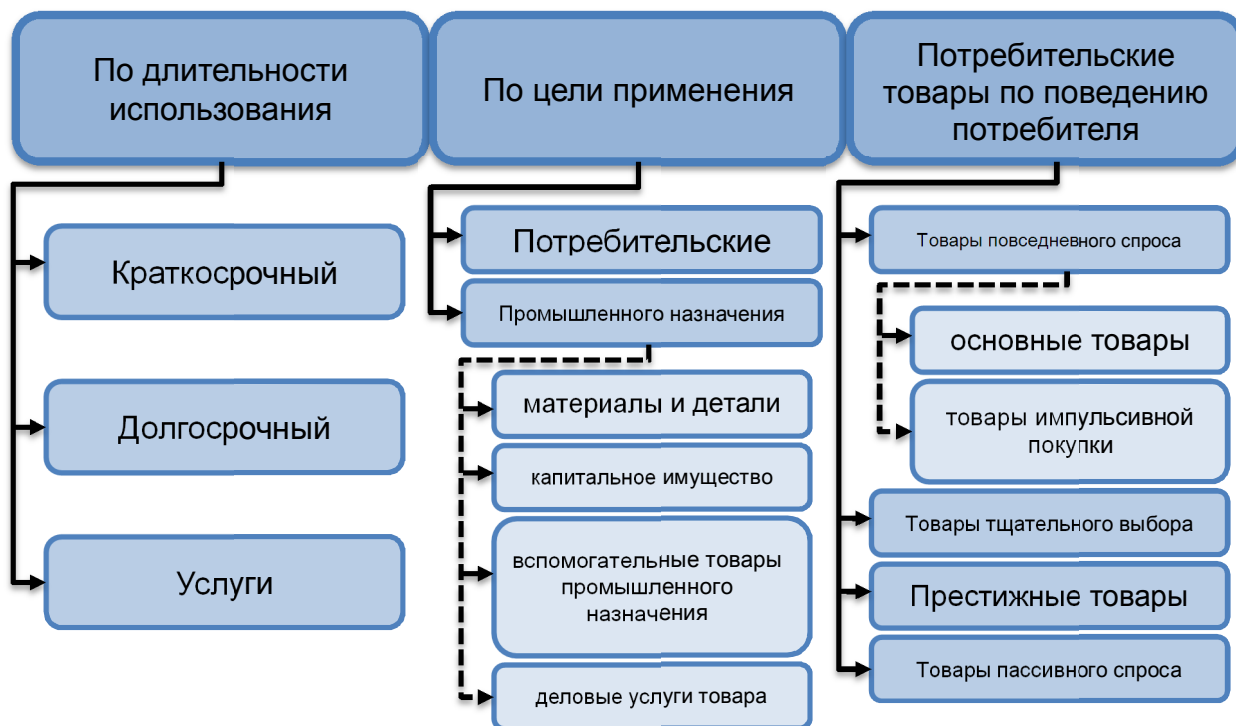 По длительности
использования
Краткосрочный
Долгосрочный
Услуги
По цели применения
Потребительские
Промышленного назначения
материалы и детали
капитальное имущество
вспомогательные товары
промышленного
назначения
деловые услуги товара
Потребительские
товары по поведению
потребителя
Товары повседневного спроса
основные товары
товары импульсивной
покупки
Товары тщательного выбора
Престижные товары
Товары пассивного спроса